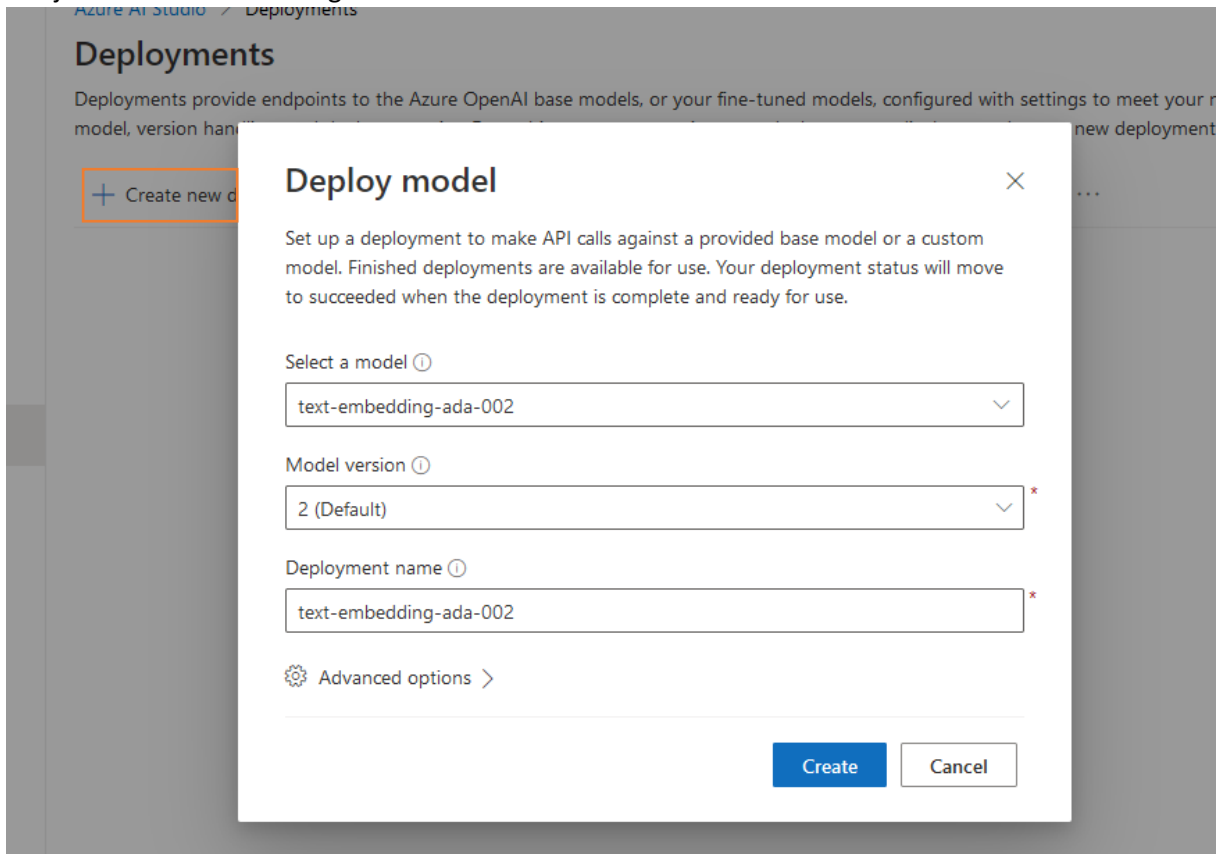 Azure AI Studio > Deployments
Deployments
Deployments provide endpoints to the Azure OpenAI base models, or your fine-tuned models, configured with settings to meet your
model, version new deployment
+ Create new
...
Deploy model
Set up a deployment to make API calls against a provided base model or a custom
model. Finished deployments are available for use. Your deployment status will move
to succeeded when the deployment is complete and ready for use.
Select a model
text-embedding-ada-002
Model version
2 (Default)
*
Deployment name
text-embedding-ada-002
*
Advanced options >
Create Cancel